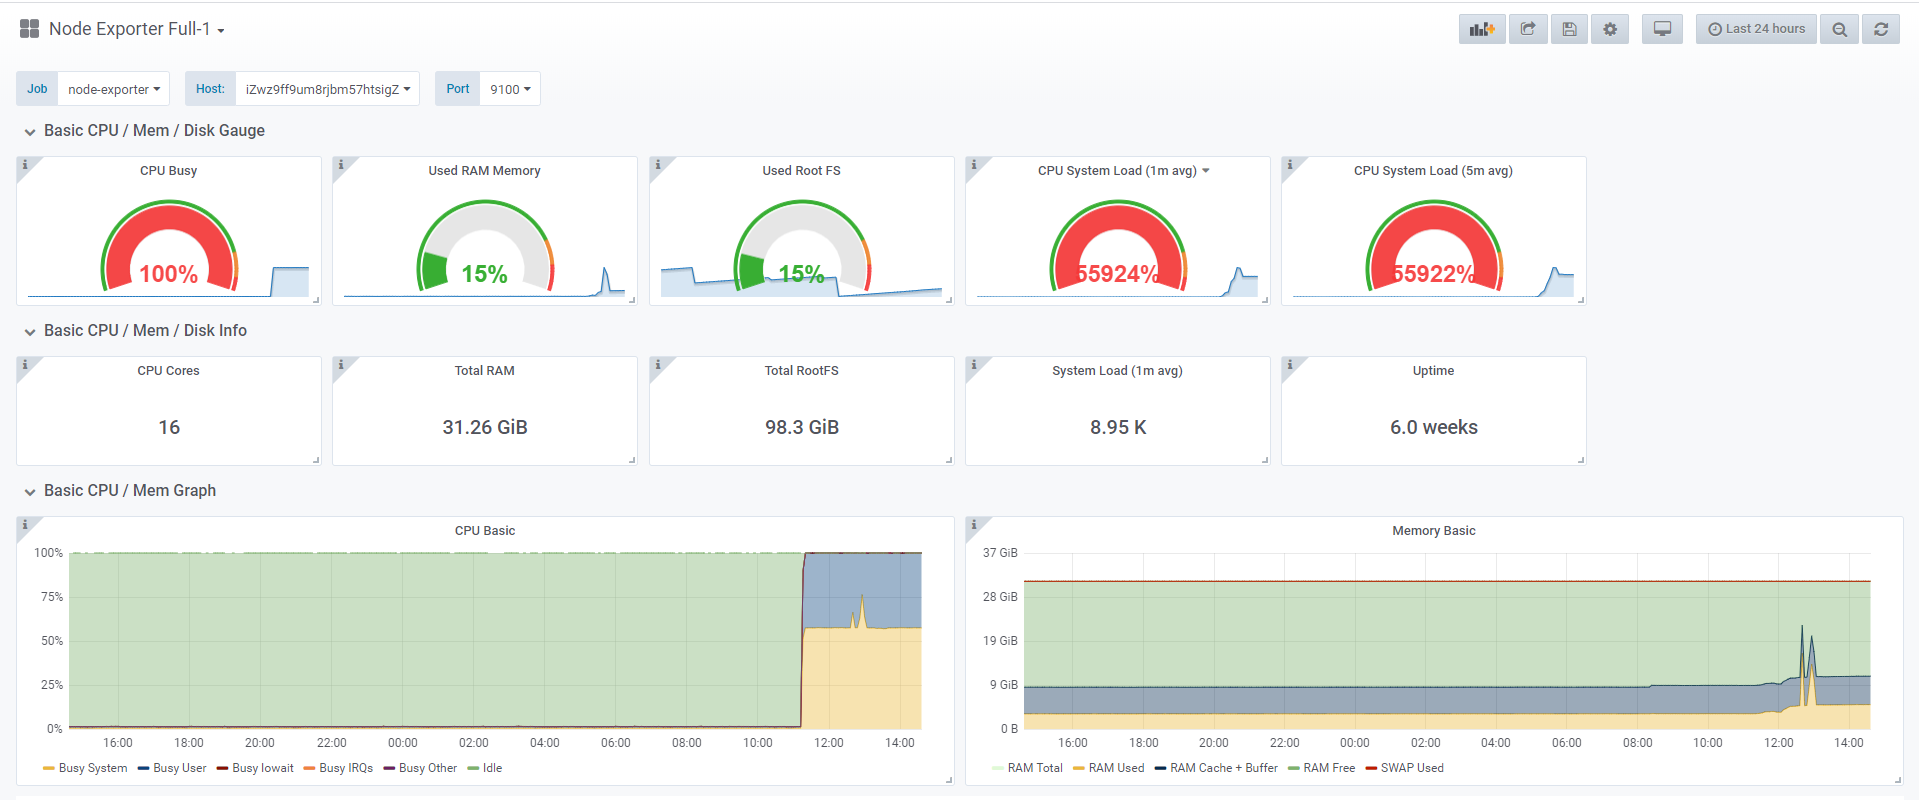 Node Exporter Full-1
Last 24 hours
Job node-exporter Host: iZwz9ff9um8rjbm57htsigZ Port 9100
Basic CPU / Mem / Disk Gauge
CPU Busy
100%
Used RAM Memory
15%
Used Root FS
15%
CPU System Load (1m avg)
55924%
CPU System Load (5m avg)
55922%
Basic CPU / Mem / Disk Info
CPU Cores
16
Total RAM
31.26 GiB
Total RootFS
98.3 GiB
System Load (1m avg)
8.95 K
Uptime
6.0 weeks
Basic CPU / Mem Graph
CPU Basic
100%
75%
50%
25%
0%
16:00 18:00 20:00 22:00 00:00 02:00 04:00 06:00 08:00 10:00 12:00 14:00
Busy System Busy User Busy Iowait Busy IRQs Busy Other Idle
Memory Basic
37 GiB
28 GiB
19 GiB
9 GiB
0 B
16:00 18:00 20:00 22:00 00:00 02:00 04:00 06:00 08:00 10:00 12:00 14:00
RAM Total RAM Used RAM Cache + Buffer RAM Free SWAP Used